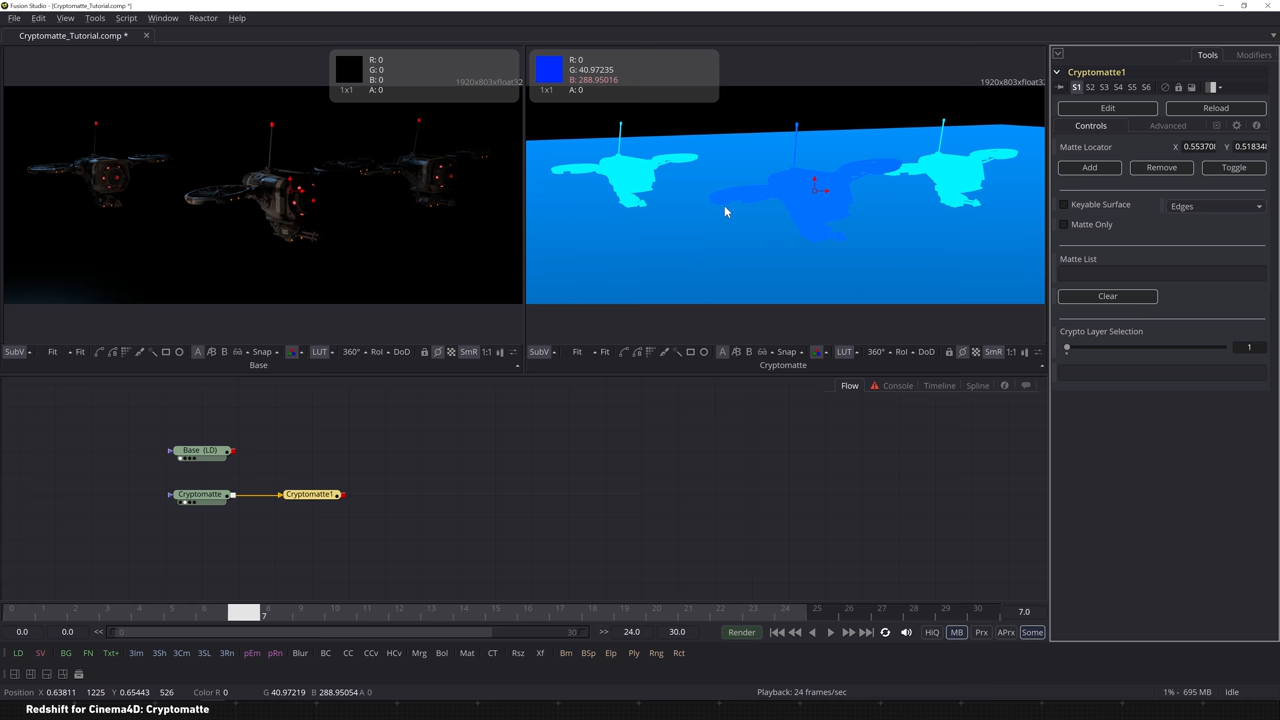 Fusion Studio - [Cryptomatte_Tutorial.comp *]
File Edit View Tools Script Window Reactor Help
Cryptomatte_Tutorial.comp *
R: 0
G: 0
B: 0
A: 0
1x1
1920x803xfloat32
R: 0
G: 40.97235
B: 288.95016
A: 0
1x1
1920x803xfloat32
SubV Fit Fit A B Snap LUT 360° RoI DoD SmR 1:1
Base
SubV Fit Fit A B Snap LUT 360° RoI DoD SmR 1:1
Cryptomatte
Tools Modifiers
Cryptomatte1
S1 S2 S3 S4 S5 S6
Edit Reload
Controls Advanced
Matte Locator X 0.55370 Y 0.51834
Add Remove Toggle
Keyable Surface Edges
Matte Only
Matte List
Clear
Crypto Layer Selection
1
Flow Console Timeline Spline
Base (LD)
Cryptomatte Cryptomatte1
0 1 2 3 4 5 6 7 8 9 10 11 12 13 14 15 16 17 18 19 20 21 22 23 24 25 26 27 28 29 30 7.0
0.0 0.0 << 0 30 >> 24.0 30.0 Render HiQ MB Prx APrx Some
LD SV BG FN Txt+ 3Im 3Sh 3Cm 3SL 3Rn pEm pRn Blur BC CC CCv HCv Mrg Bol Mat CT Rsz Xf Bm BSp Elp Ply Rng Rct
Position X 0.63811 1225 Y 0.65443 526 Color R 0 G 40.97219 B 288.95054 A 0 Playback: 24 frames/sec 1% - 695 MB Idle
Redshift for Cinema4D: Cryptomatte